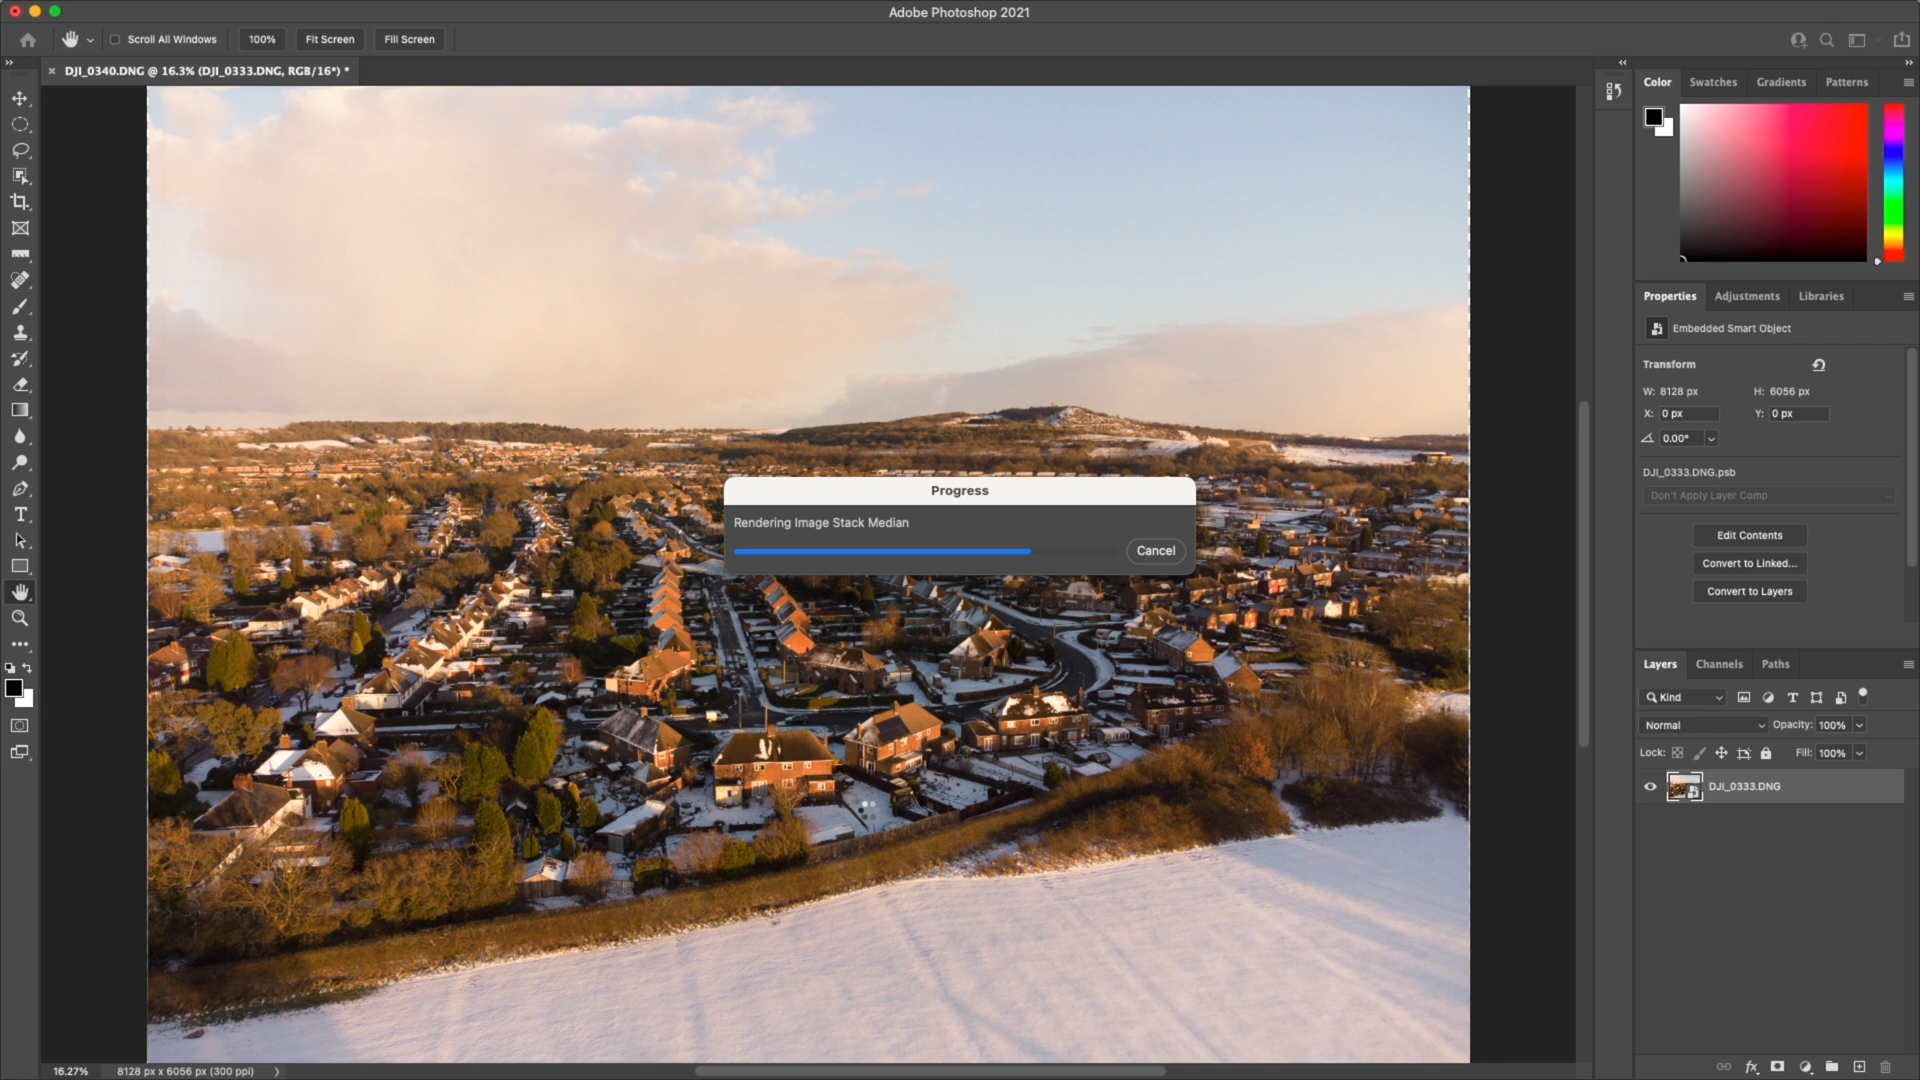 Adobe Photoshop 2021
Scroll All Windows 100% Fit Screen Fill Screen
DJI_0340.DNG @ 16.3% (DJI_0333.DNG, RGB/16*) *
Color Swatches Gradients Patterns
Properties Adjustments Libraries
Embedded Smart Object
Transform
W: 8128 px H: 6056 px
X: 0 px Y: 0 px
0.00°
DJI_0333.DNG.psb
Don't Apply Layer Comp
Edit Contents
Convert to Linked...
Convert to Layers
Progress
Rendering Image Stack Median
Cancel
Layers Channels Paths
Kind
Normal Opacity: 100%
Lock: Fill: 100%
DJI_0333.DNG
fx
16.27% 8128 px x 6056 px (300 ppi)